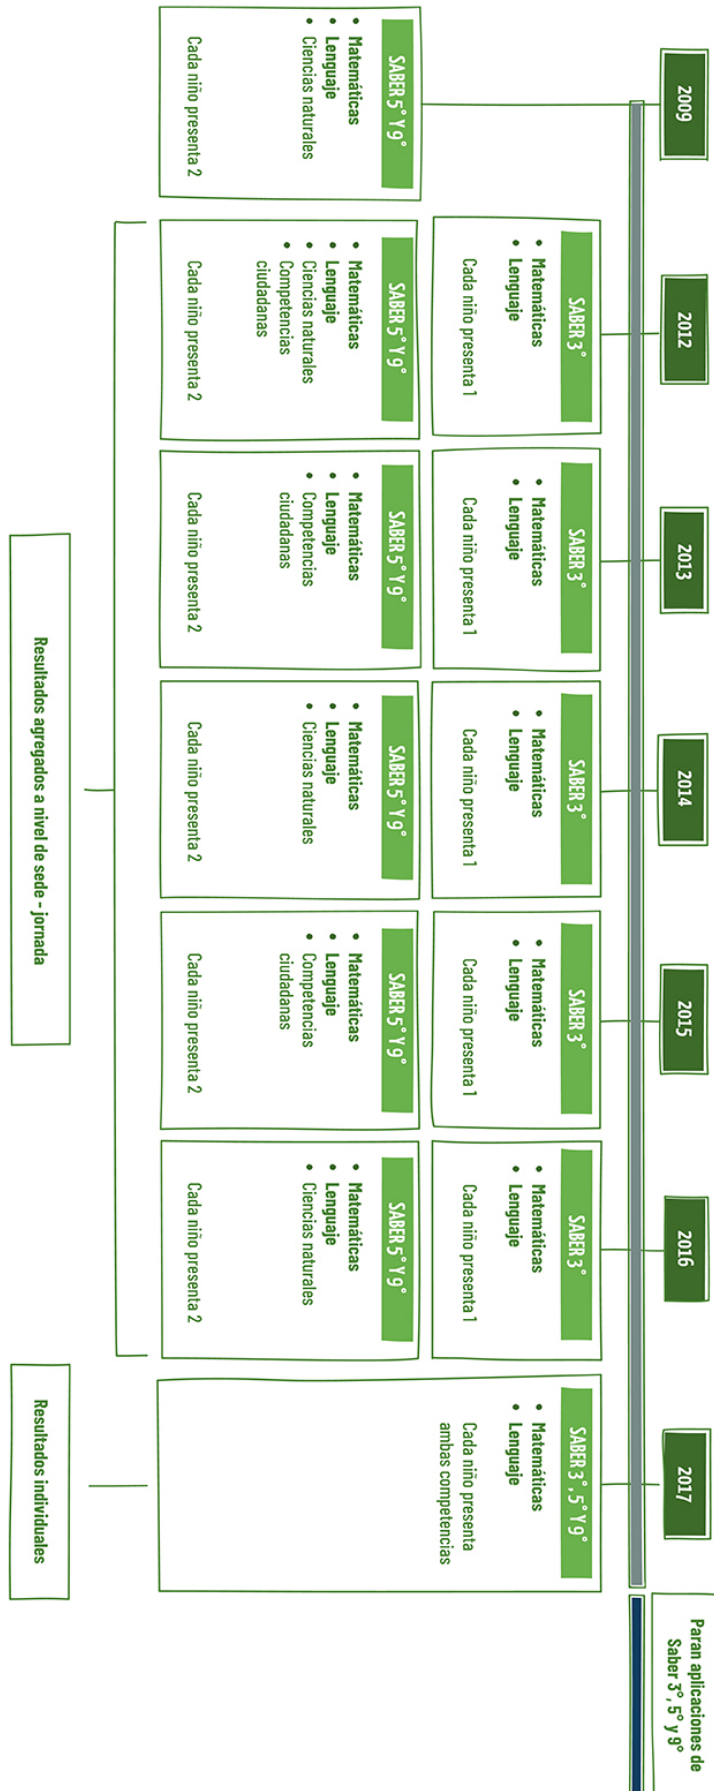 2009
2012
2013
2014
2015
2016
2017
Paran aplicaciones de
Saber 3°, 5° y 9°
SABER 3°
• Matemáticas
• Lenguaje
Cada niño presenta 1
SABER 3°
• Matemáticas
• Lenguaje
Cada niño presenta 1
SABER 3°
• Matemáticas
• Lenguaje
Cada niño presenta 1
SABER 3°
• Matemáticas
• Lenguaje
Cada niño presenta 1
SABER 3°
• Matemáticas
• Lenguaje
Cada niño presenta 1
SABER 3°, 5° Y 9°
• Matemáticas
• Lenguaje
Cada niño presenta
ambas competencias
SABER 5° Y 9°
• Matemáticas
• Lenguaje
• Ciencias naturales
Cada niño presenta 2
SABER 5° Y 9°
• Matemáticas
• Lenguaje
• Ciencias naturales
• Competencias
ciudadanas
Cada niño presenta 2
SABER 5° Y 9°
• Matemáticas
• Lenguaje
• Competencias
ciudadanas
Cada niño presenta 2
SABER 5° Y 9°
• Matemáticas
• Lenguaje
• Ciencias naturales
Cada niño presenta 2
SABER 5° Y 9°
• Matemáticas
• Lenguaje
• Competencias
ciudadanas
Cada niño presenta 2
SABER 5° Y 9°
• Matemáticas
• Lenguaje
• Ciencias naturales
Cada niño presenta 2
Resultados agregados a nivel de sede - jornada
Resultados individuales